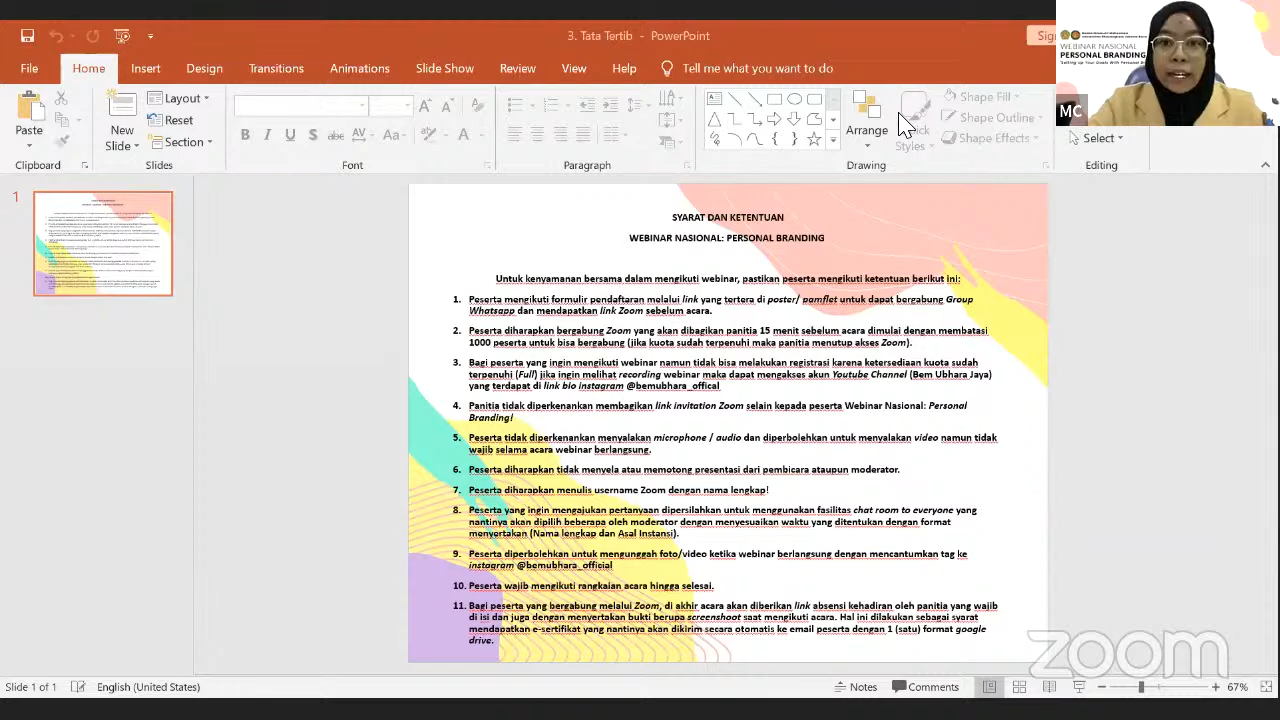 3. Tata Tertib - PowerPoint
Sig
File Home Insert Design Transitions Animations Slide Show Review View Help Tell me what you want to do
Paste
New
Slide
Layout
Reset
Section
Arrange
Quick
Styles
Shape Fill
Shape Outline
Shape Effects
Select
Clipboard Slides Font Paragraph Drawing Editing
WEBINAR NASIONAL
PERSONAL BRANDING
MC
1
SYARAT DAN KETENTUAN
WEBINAR NASIONAL: PERSONAL BRANDING
Untuk kenyamanan bersama dalam mengikuti webinar, pastikan peserta mengikuti ketentuan berikut ini:
1. Peserta mengikuti formulir pendaftaran melalui link yang tertera di poster/ pamflet untuk dapat bergabung Group
Whatsapp dan mendapatkan link Zoom sebelum acara.
2. Peserta diharapkan bergabung Zoom yang akan dibagikan panitia 15 menit sebelum acara dimulai dengan membatasi
1000 peserta untuk bisa bergabung (jika kuota sudah terpenuhi maka panitia menutup akses Zoom).
3. Bagi peserta yang ingin mengikuti webinar namun tidak bisa melakukan registrasi karena ketersediaan kuota sudah
terpenuhi (Full) jika ingin melihat recording webinar maka dapat mengakses akun Youtube Channel (Bem Ubhara Jaya)
yang terdapat di link bio instagram @bemubhara_offical
4. Panitia tidak diperkenankan membagikan link invitation Zoom selain kepada peserta Webinar Nasional: Personal
Branding!
5. Peserta tidak diperkenankan menyalakan microphone / audio dan diperbolehkan untuk menyalakan video namun tidak
wajib selama acara webinar berlangsung.
6. Peserta diharapkan tidak menyela atau memotong presentasi dari pembicara ataupun moderator.
7. Peserta diharapkan menulis username Zoom dengan nama lengkap!
8. Peserta yang ingin mengajukan pertanyaan dipersilahkan untuk menggunakan fasilitas chat room to everyone yang
nantinya akan dipilih beberapa oleh moderator dengan menyesuaikan waktu yang ditentukan dengan format
menyertakan (Nama lengkap dan Asal Instansi).
9. Peserta diperbolehkan untuk mengunggah foto/video ketika webinar berlangsung dengan mencantumkan tag ke
instagram @bemubhara_official
10. Peserta wajib mengikuti rangkaian acara hingga selesai.
11. Bagi peserta yang bergabung melalui Zoom, di akhir acara akan diberikan link absensi kehadiran oleh panitia yang wajib
di isi dan juga dengan menyertakan bukti berupa screenshoot saat mengikuti acara. Hal ini dilakukan sebagai syarat
mendapatkan e-sertifikat yang nantinya akan dikirim secara otomatis ke email peserta dengan 1 (satu) format google
drive.
zoom
Slide 1 of 1 English (United States) Notes Comments 67%